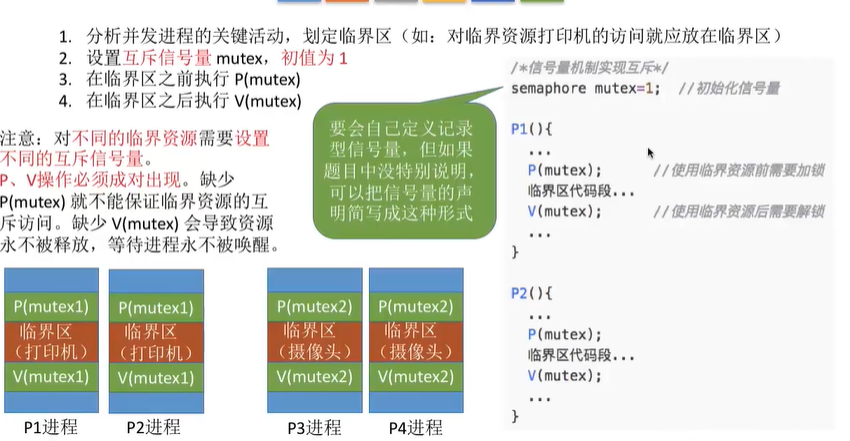 1. 分析并发进程的关键活动，划定临界区（如：对临界资源打印机的访问就应放在临界区）
2. 设置互斥信号量 mutex，初值为 1
3. 在临界区之前执行 P(mutex)
4. 在临界区之后执行 V(mutex)
注意：对不同的临界资源需要设置
不同的互斥信号量。
P、V操作必须成对出现。缺少
P(mutex) 就不能保证临界资源的互
斥访问。缺少 V(mutex) 会导致资源
永不被释放，等待进程永不被唤醒。
要会自己定义记录
型信号量，但如果
题目中没特别说明，
可以把信号量的声
明简写成这种形式
/*信号量机制实现互斥*/
semaphore mutex=1; //初始化信号量
P1(){
...
P(mutex); //使用临界资源前需要加锁
临界区代码段...
V(mutex); //使用临界资源后需要解锁
...
}
P2(){
...
P(mutex);
临界区代码段...
V(mutex);
...
}
P(mutex1) P(mutex1) P(mutex2) P(mutex2)
临界区 临界区 临界区 临界区
（打印机） （打印机） （摄像头） （摄像头）
V(mutex1) V(mutex1) V(mutex2) V(mutex2)
P1进程 P2进程 P3进程 P4进程